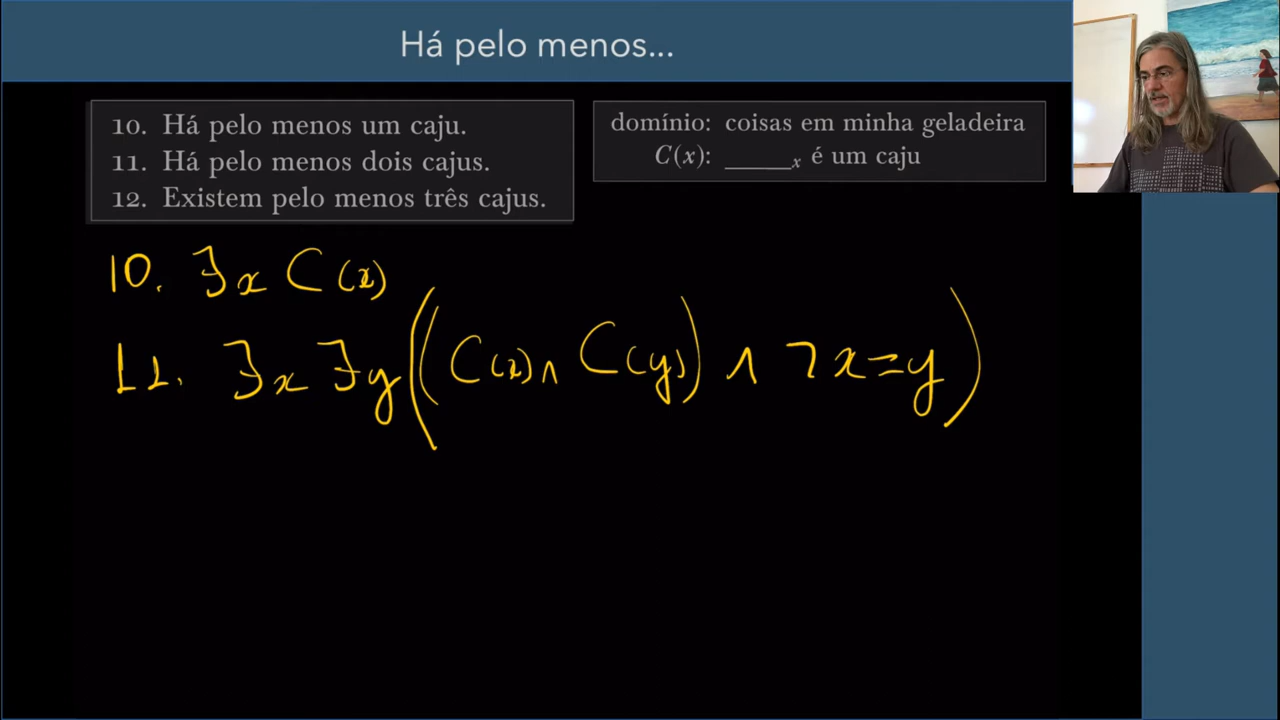 Há pelo menos...
10. Há pelo menos um caju.
11. Há pelo menos dois cajus.
12. Existem pelo menos três cajus.
domínio: coisas em minha geladeira
C(x): _____x é um caju
10. ∃x C(x)
11. ∃x ∃y((C(x)∧ C(y)) ∧ ¬x=y)